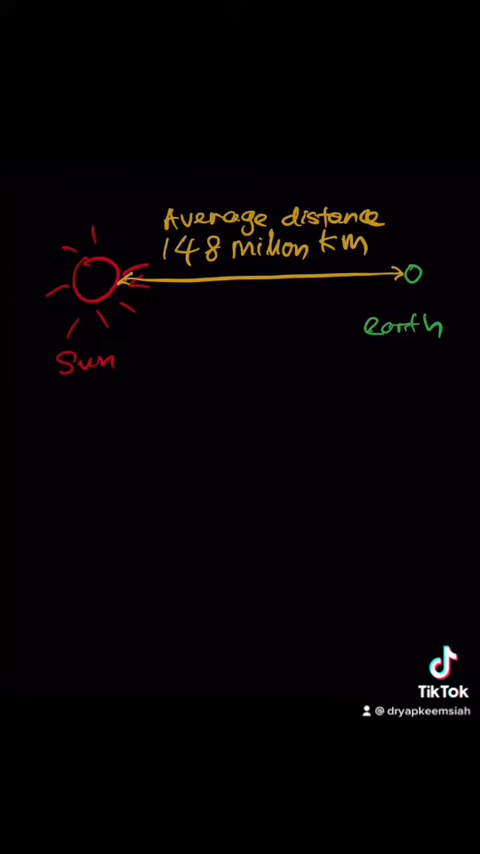 Average distance
148 million km
earth
Sun
TikTok
@dryapkeemsiah